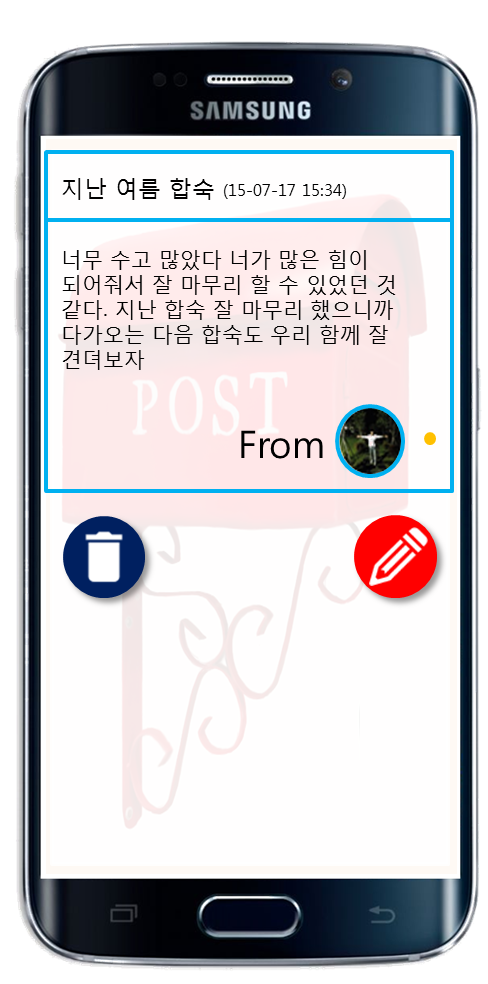 SAMSUNG
지난 여름 합숙 (15-07-17 15:34)
너무 수고 많았다 너가 많은 힘이
되어줘서 잘 마무리 할 수 있었던 것
같다. 지난 합숙 잘 마무리 했으니까
다가오는 다음 합숙도 우리 함께 잘
견뎌보자
POST
From